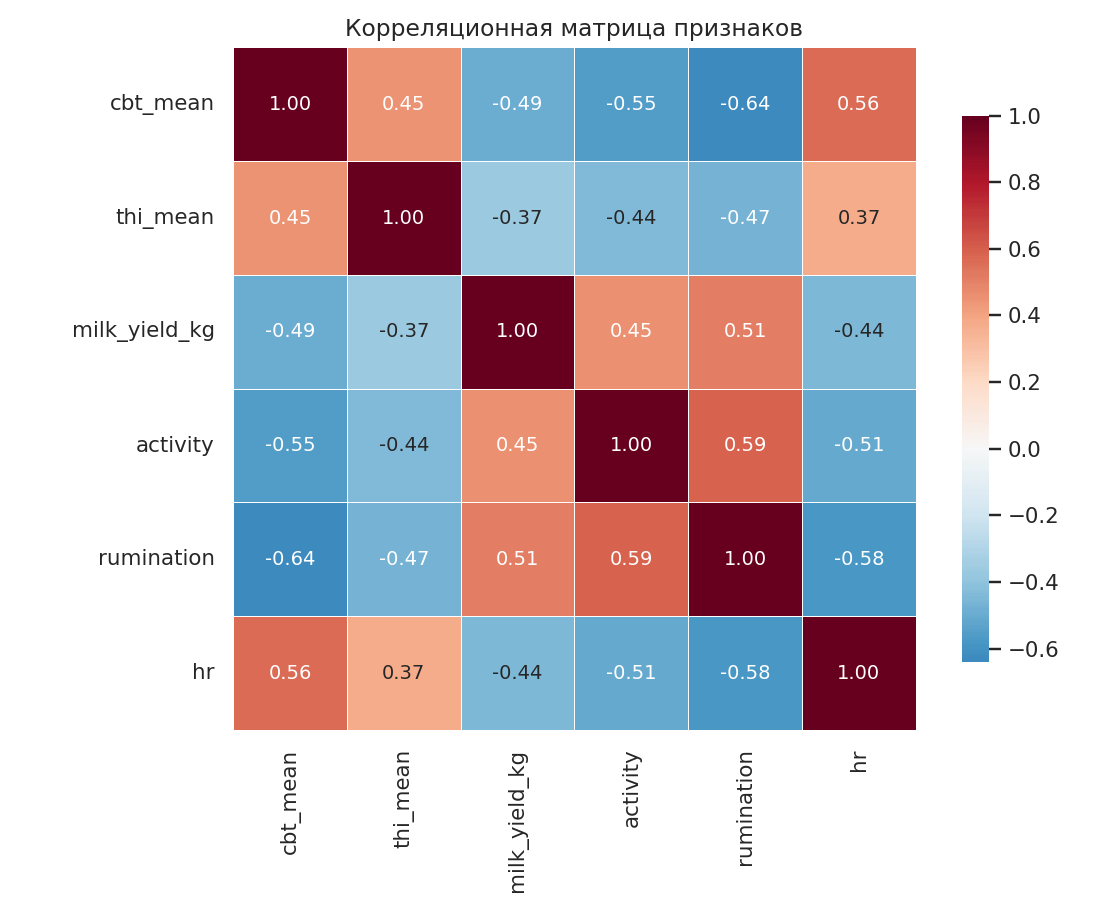 Корреляционная матрица признаков
cbt_mean 1.00 0.45 -0.49 -0.55 -0.64 0.56
thi_mean 0.45 1.00 -0.37 -0.44 -0.47 0.37
milk_yield_kg -0.49 -0.37 1.00 0.45 0.51 -0.44
activity -0.55 -0.44 0.45 1.00 0.59 -0.51
rumination -0.64 -0.47 0.51 0.59 1.00 -0.58
hr 0.56 0.37 -0.44 -0.51 -0.58 1.00
cbt_mean
thi_mean
milk_yield_kg
activity
rumination
hr
1.0
0.8
0.6
0.4
0.2
0.0
−0.2
−0.4
−0.6